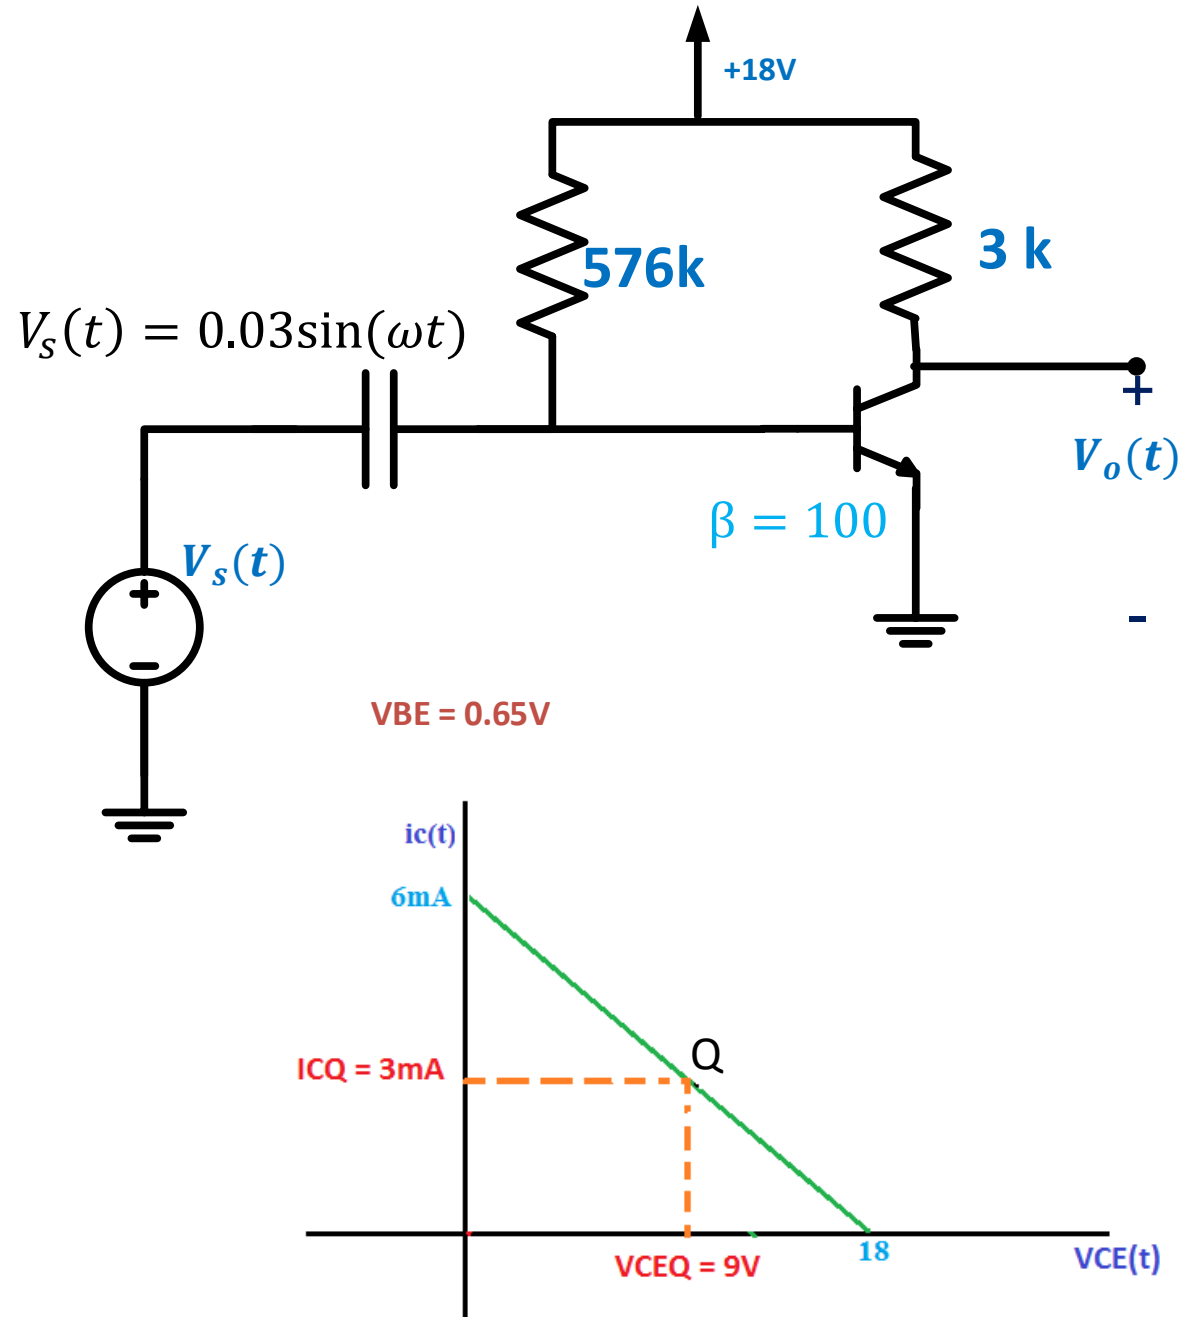 +18V
576k
3 k
Vₛ(t) = 0.03sin(ωt)
+
Vₒ(t)
β = 100
Vₛ(t)
+
−
-
VBE = 0.65V
ic(t)
6mA
Q
ICQ = 3mA
18
VCEQ = 9V
VCE(t)